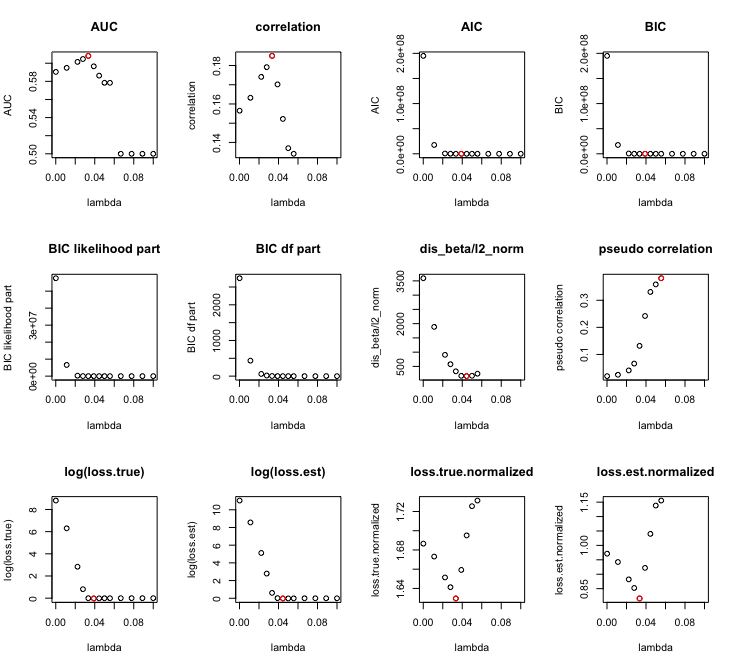 AUC
AUC
0.50 0.54 0.58
0.00 0.04 0.08
lambda
correlation
correlation
0.14 0.16 0.18
0.00 0.04 0.08
lambda
AIC
AIC
0.0e+00 1.0e+08 2.0e+08
0.00 0.04 0.08
lambda
BIC
BIC
0.0e+00 1.0e+08 2.0e+08
0.00 0.04 0.08
lambda
BIC likelihood part
BIC likelihood part
0e+00 3e+07
0.00 0.04 0.08
lambda
BIC df part
BIC df part
0 1000 2000
0.00 0.04 0.08
lambda
dis_beta/l2_norm
dis_beta/l2_norm
500 2000 3500
0.00 0.04 0.08
lambda
pseudo correlation
pseudo correlation
0.1 0.2 0.3
0.00 0.04 0.08
lambda
log(loss.true)
log(loss.true)
0 2 4 6 8
0.00 0.04 0.08
lambda
log(loss.est)
log(loss.est)
0 2 4 6 8 10
0.00 0.04 0.08
lambda
loss.true.normalized
loss.true.normalized
1.64 1.68 1.72
0.00 0.04 0.08
lambda
loss.est.normalized
loss.est.normalized
0.85 1.00 1.15
0.00 0.04 0.08
lambda